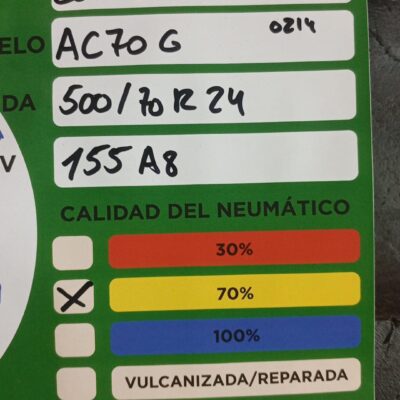 ELO AC70 G 0214
DA 500/70 R 24
V 155 A8
CALIDAD DEL NEUMÁTICO
30%
X 70%
100%
VULCANIZADA/REPARADA